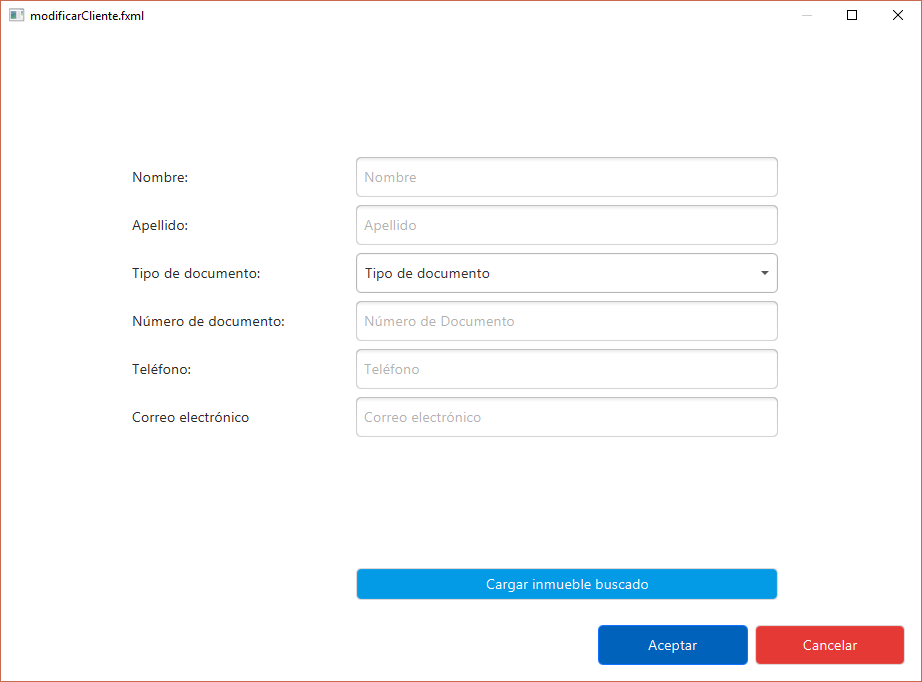 modificarCliente.fxml
Nombre: Nombre
Apellido: Apellido
Tipo de documento: Tipo de documento
Número de documento: Número de Documento
Teléfono: Teléfono
Correo electrónico Correo electrónico
Cargar inmueble buscado
Aceptar Cancelar